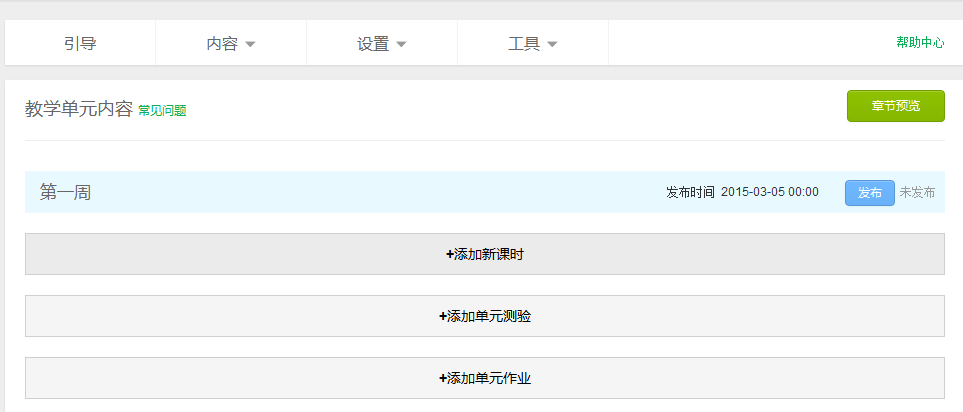 引导 内容 设置 工具 帮助中心
教学单元内容 常见问题 章节预览
第一周 发布时间 2015-03-05 00:00 发布 未发布
+添加新课时
+添加单元测验
+添加单元作业